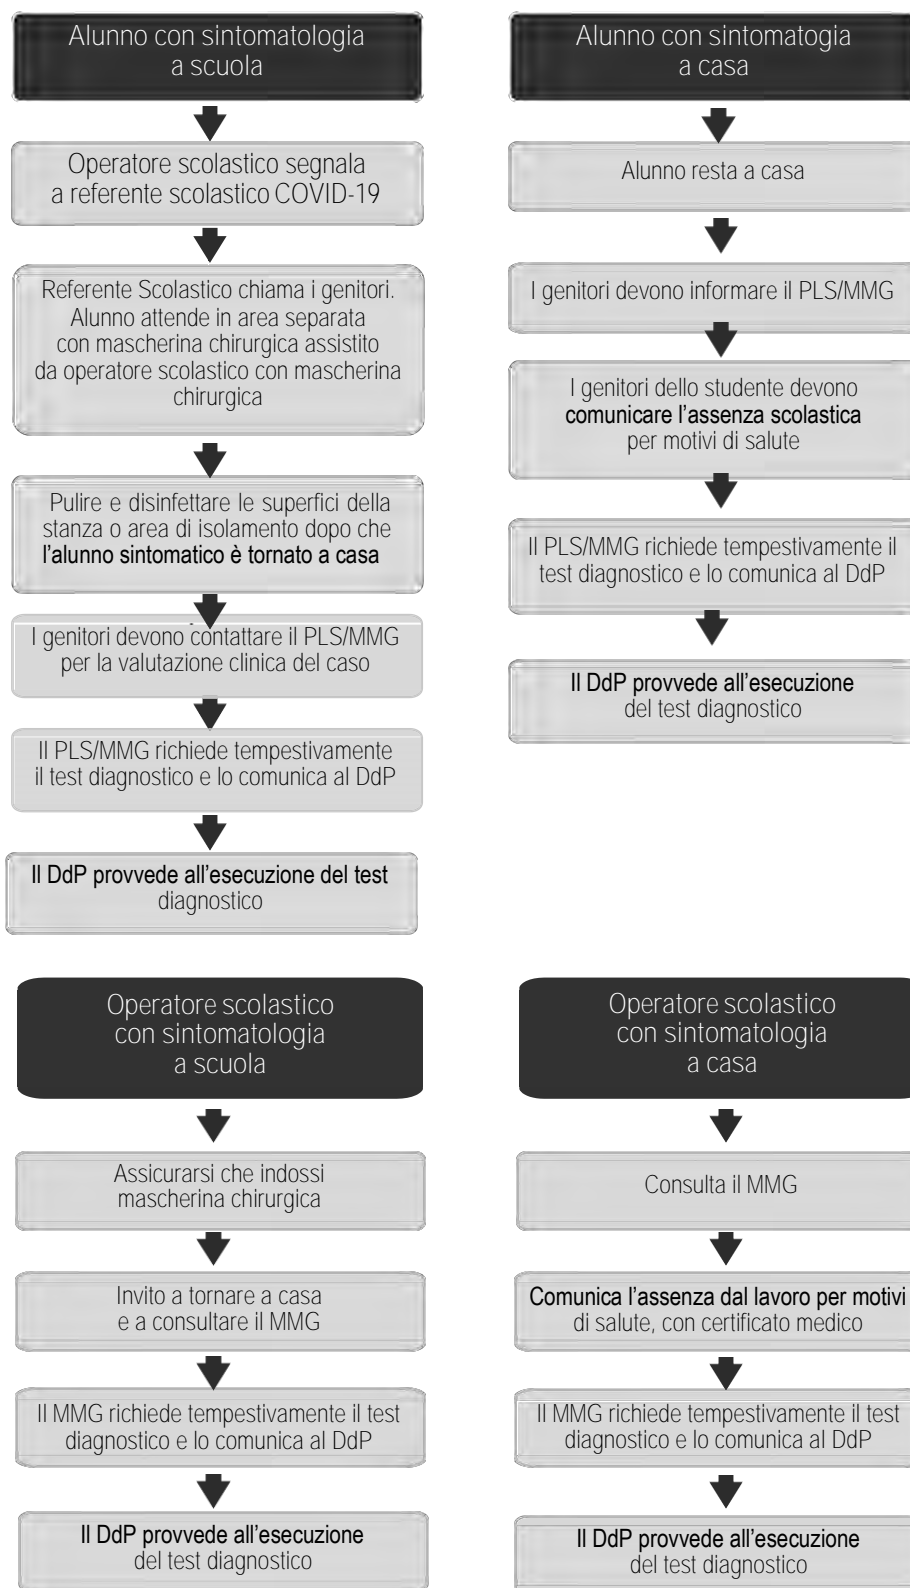 Alunno con sintomatologia
a scuola
Operatore scolastico segnala
a referente scolastico COVID-19
Referente Scolastico chiama i genitori.
Alunno attende in area separata
con mascherina chirurgica assistito
da operatore scolastico con mascherina
chirurgica
Pulire e disinfettare le superfici della
stanza o area di isolamento dopo che
l'alunno sintomatico è tornato a casa
I genitori devono contattare il PLS/MMG
per la valutazione clinica del caso
Il PLS/MMG richiede tempestivamente
il test diagnostico e lo comunica al DdP
Il DdP provvede all'esecuzione del test
diagnostico
Alunno con sintomatogia
a casa
Alunno resta a casa
I genitori devono informare il PLS/MMG
I genitori dello studente devono
comunicare l'assenza scolastica
per motivi di salute
Il PLS/MMG richiede tempestivamente il
test diagnostico e lo comunica al DdP
Il DdP provvede all'esecuzione
del test diagnostico
Operatore scolastico
con sintomatologia
a scuola
Assicurarsi che indossi
mascherina chirurgica
Invito a tornare a casa
e a consultare il MMG
Il MMG richiede tempestivamente il test
diagnostico e lo comunica al DdP
Il DdP provvede all'esecuzione
del test diagnostico
Operatore scolastico
con sintomatologia
a casa
Consulta il MMG
Comunica l'assenza dal lavoro per motivi
di salute, con certificato medico
Il MMG richiede tempestivamente il test
diagnostico e lo comunica al DdP
Il DdP provvede all'esecuzione
del test diagnostico